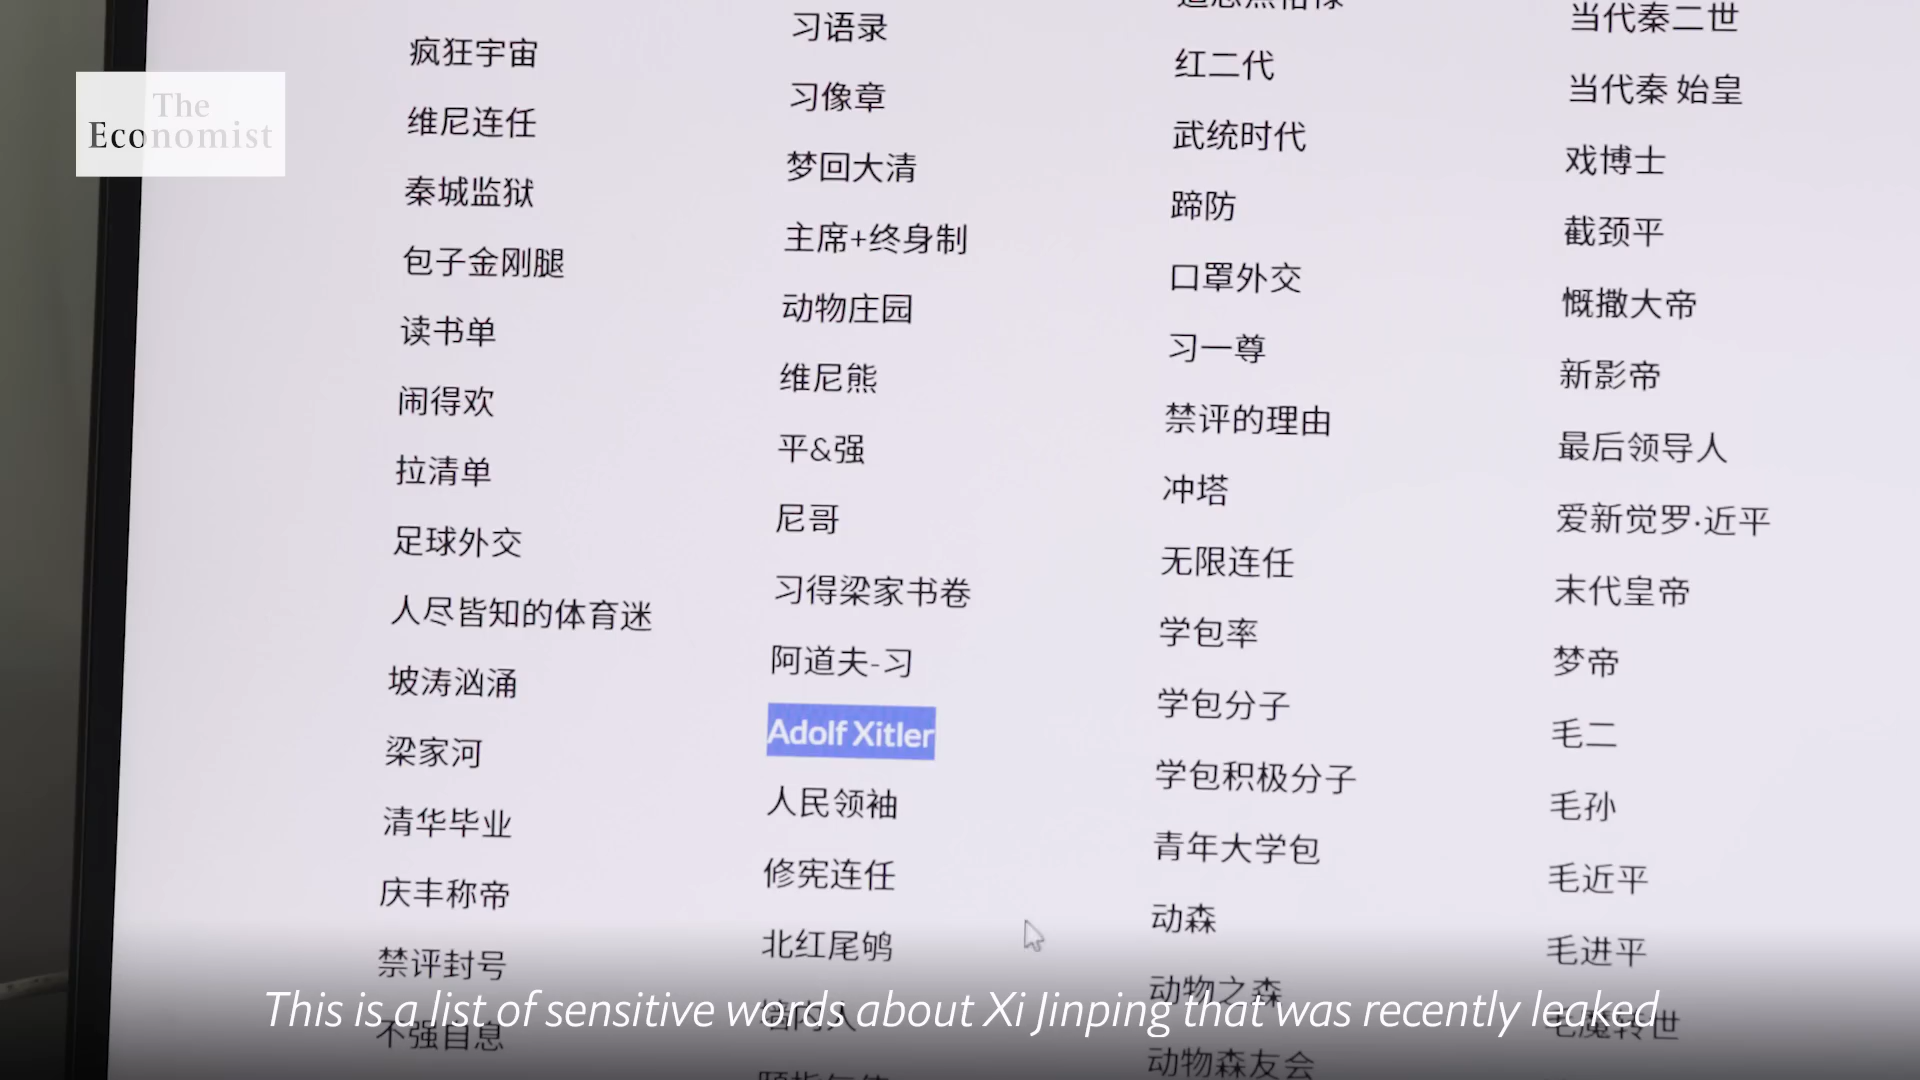 The
Economist
疯狂宇宙
维尼连任
秦城监狱
包子金刚腿
读书单
闹得欢
拉清单
足球外交
人尽皆知的体育迷
坡涛汹涌
梁家河
清华毕业
庆丰称帝
禁评封号
不强自息
习语录
习像章
梦回大清
主席+终身制
动物庄园
维尼熊
平&强
尼哥
习得梁家书卷
阿道夫-习
Adolf Xitler
人民领袖
修宪连任
北红尾鸲
墙内人
红二代
武统时代
蹄防
口罩外交
习一尊
禁评的理由
冲塔
无限连任
学包率
学包分子
学包积极分子
青年大学包
动森
动物之森
动物森友会
当代秦二世
当代秦 始皇
戏博士
截颈平
慨撒大帝
新影帝
最后领导人
爱新觉罗·近平
末代皇帝
梦帝
毛二
毛孙
毛近平
毛进平
毛魔转世
This is a list of sensitive words about Xi Jinping that was recently leaked